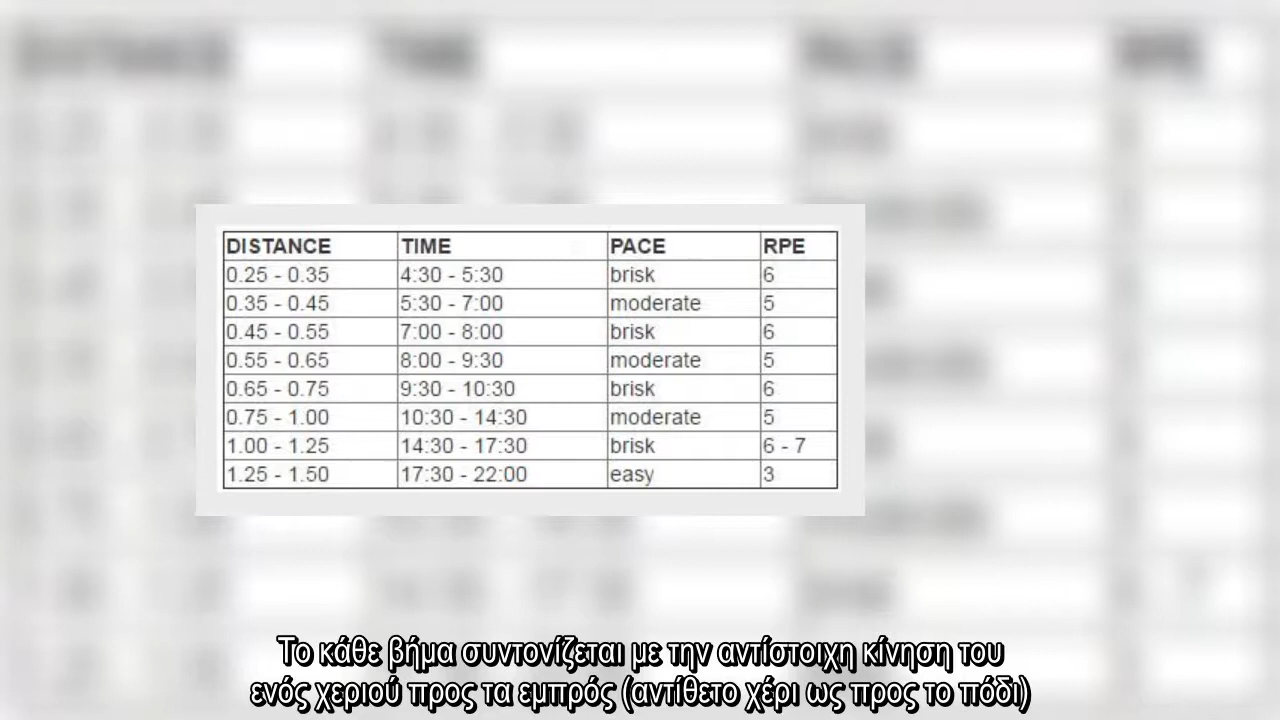 DISTANCE TIME PACE RPE
0.25 - 0.35 4:30 - 5:30 brisk 6
0.35 - 0.45 5:30 - 7:00 moderate 5
0.45 - 0.55 7:00 - 8:00 brisk 6
0.55 - 0.65 8:00 - 9:30 moderate 5
0.65 - 0.75 9:30 - 10:30 brisk 6
0.75 - 1.00 10:30 - 14:30 moderate 5
1.00 - 1.25 14:30 - 17:30 brisk 6 - 7
1.25 - 1.50 17:30 - 22:00 easy 3
Το κάθε βήμα συντονίζεται με την αντίστοιχη κίνηση του
ενός χεριού προς τα εμπρός (αντίθετο χέρι ως προς το πόδι)